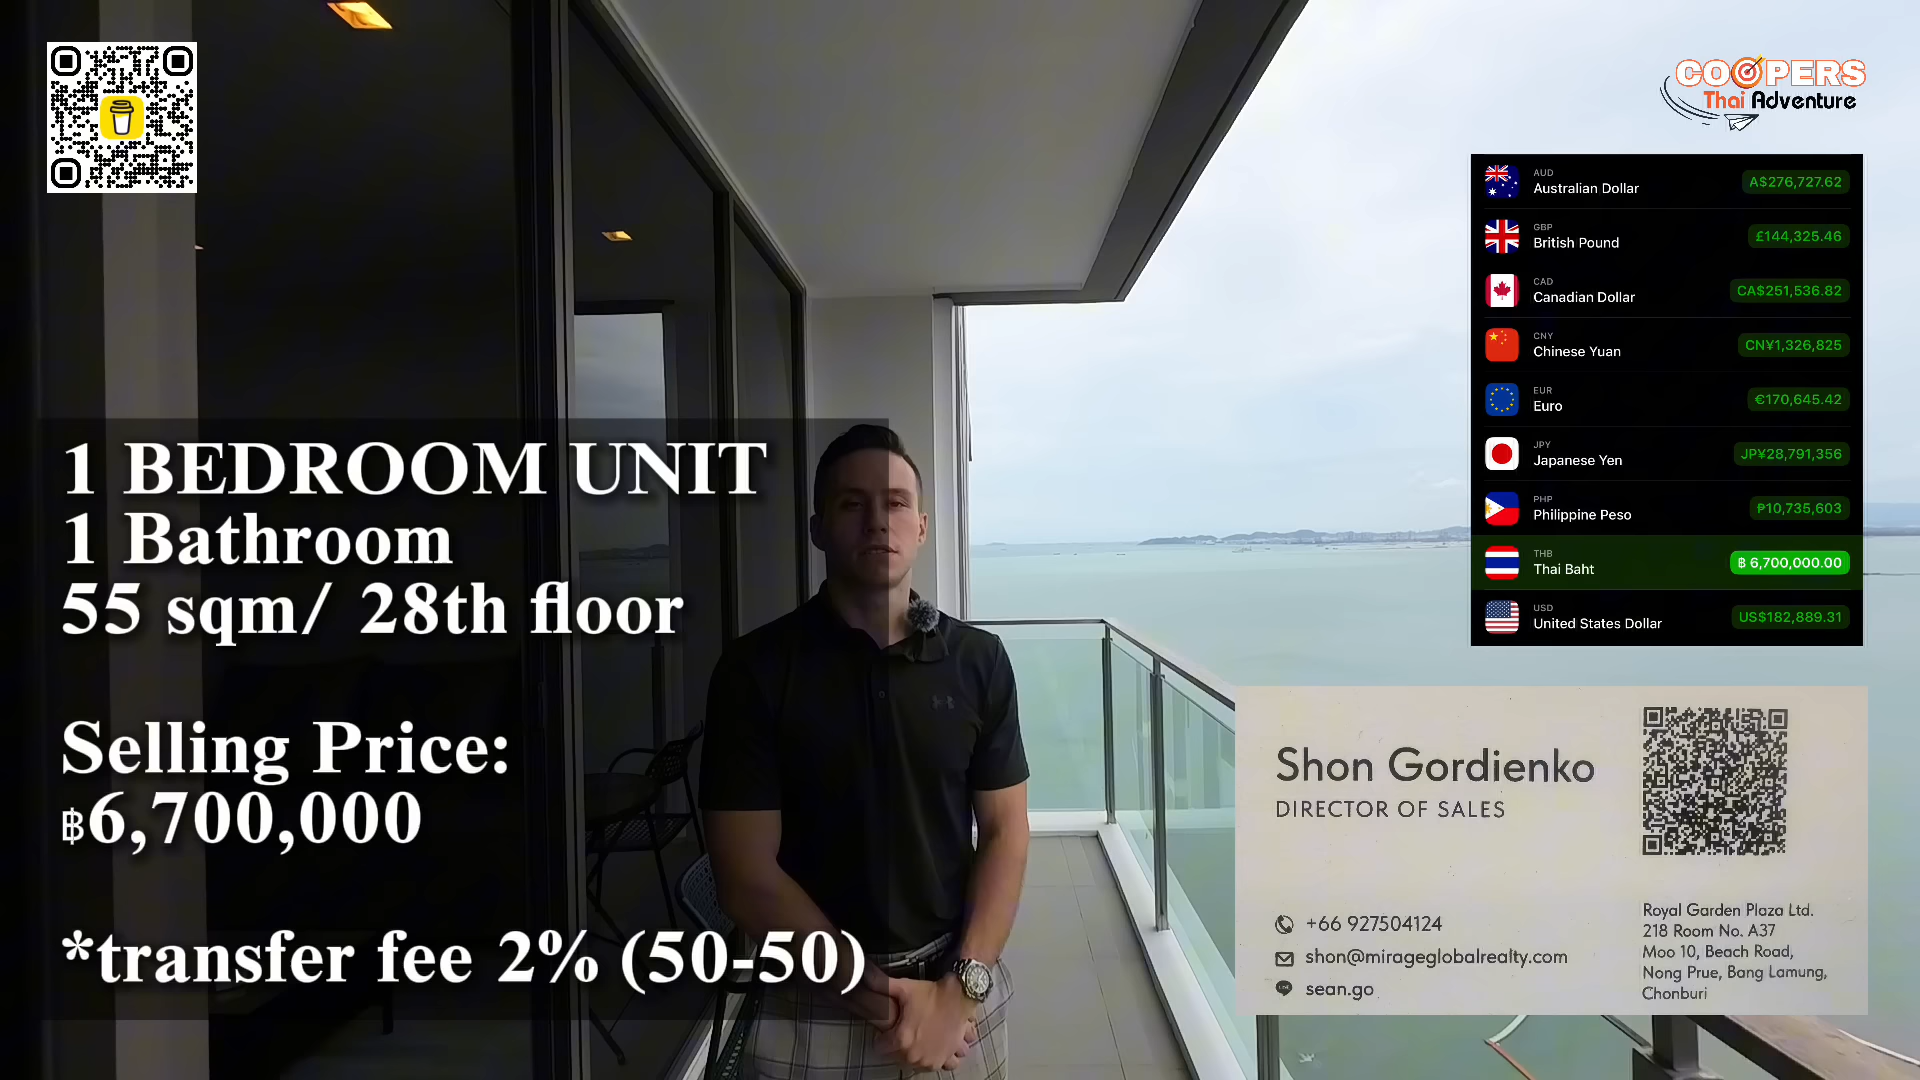 COOPERS
Thai Adventure
AUD
Australian Dollar
A$276,727.62
GBP
British Pound
£144,325.46
CAD
Canadian Dollar
CA$251,536.82
CNY
Chinese Yuan
CN¥1,326,825
EUR
Euro
€170,645.42
JPY
Japanese Yen
JP¥28,791,356
PHP
Philippine Peso
₱10,735,603
THB
Thai Baht
฿ 6,700,000.00
USD
United States Dollar
US$182,889.31
1 BEDROOM UNIT
1 Bathroom
55 sqm/ 28th floor
Selling Price:
฿6,700,000
*transfer fee 2% (50-50)
Shon Gordienko
DIRECTOR OF SALES
+66 927504124
shon@mirageglobalrealty.com
sean.go
Royal Garden Plaza Ltd.
218 Room No. A37
Moo 10, Beach Road,
Nong Prue, Bang Lamung,
Chonburi